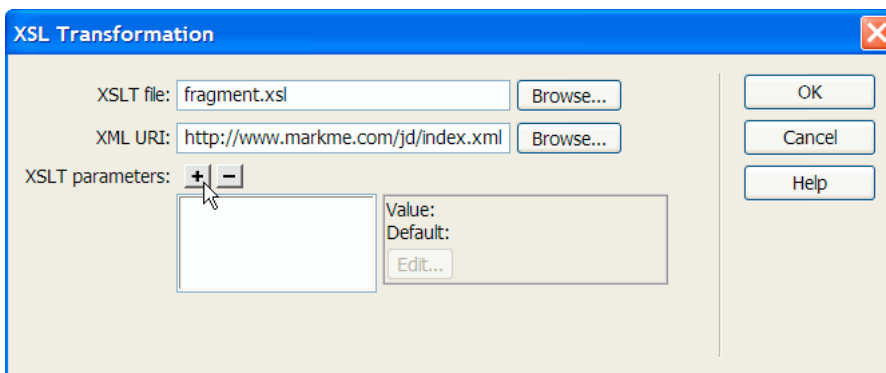 XSL Transformation
XSLT file: fragment.xsl Browse... OK
XML URI: http://www.markme.com/jd/index.xml Browse... Cancel
XSLT parameters: + − Help
Value:
Default:
Edit...